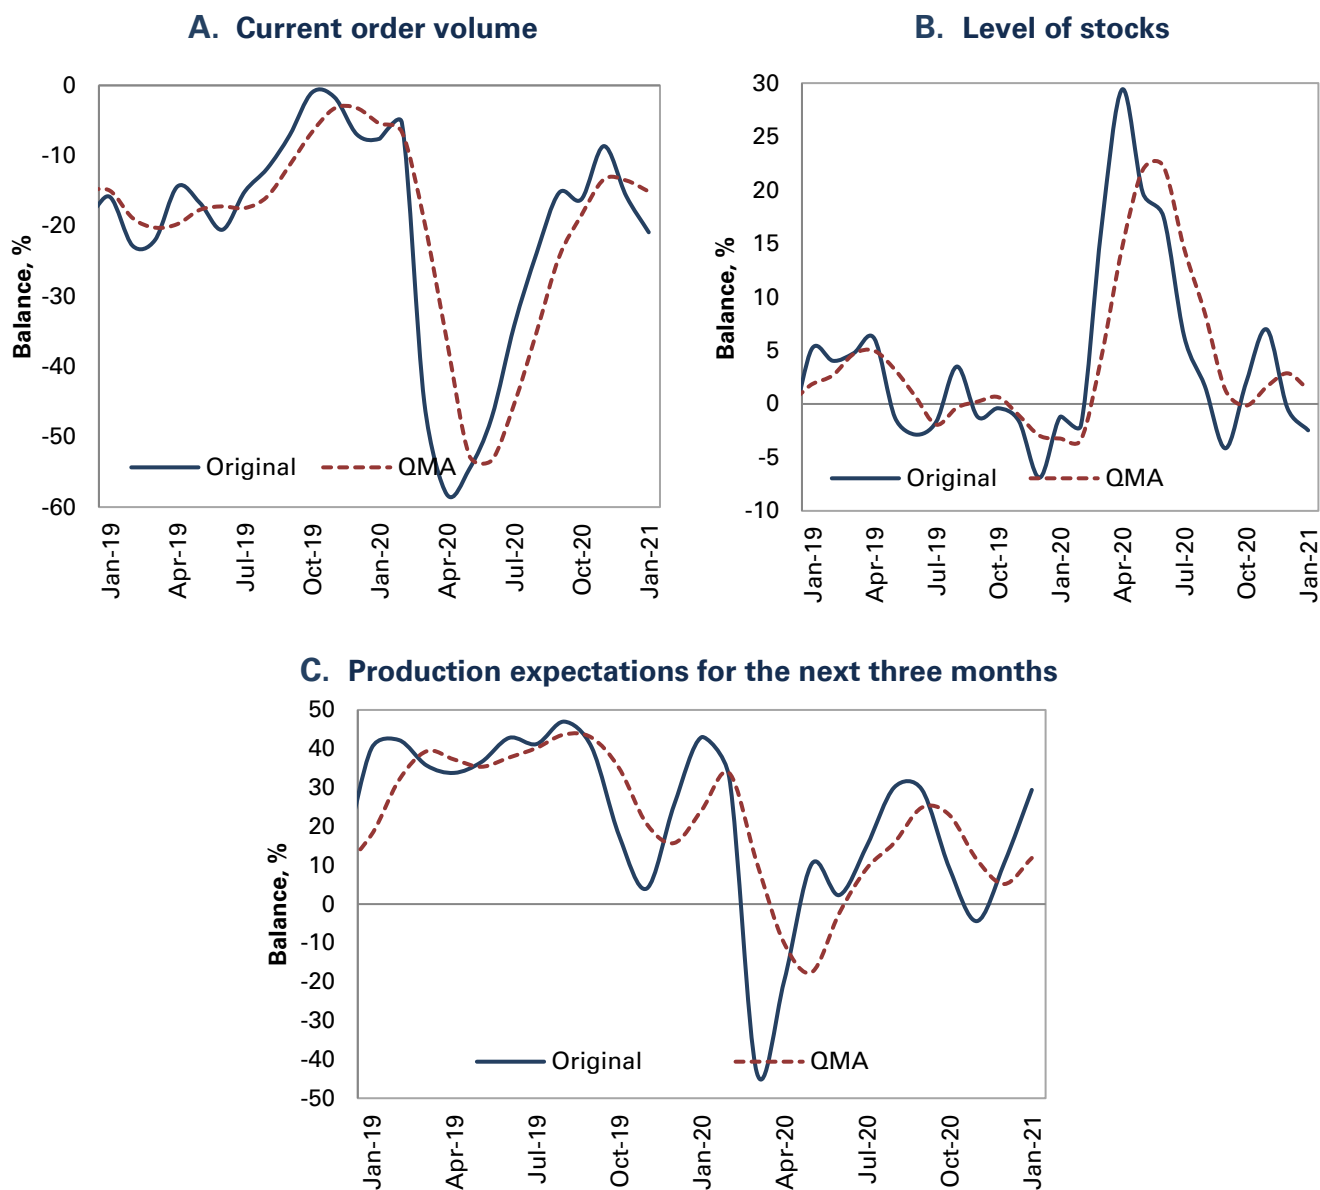 A. Current order volume
Balance, %
0
-10
-20
-30
-40
-50
-60
Original
QMA
Jan-19
Apr-19
Jul-19
Oct-19
Jan-20
Apr-20
Jul-20
Oct-20
Jan-21
B. Level of stocks
Balance, %
30
25
20
15
10
5
0
-5
-10
Original
QMA
Jan-19
Apr-19
Jul-19
Oct-19
Jan-20
Apr-20
Jul-20
Oct-20
Jan-21
C. Production expectations for the next three months
Balance, %
50
40
30
20
10
0
-10
-20
-30
-40
-50
Original
QMA
Jan-19
Apr-19
Jul-19
Oct-19
Jan-20
Apr-20
Jul-20
Oct-20
Jan-21